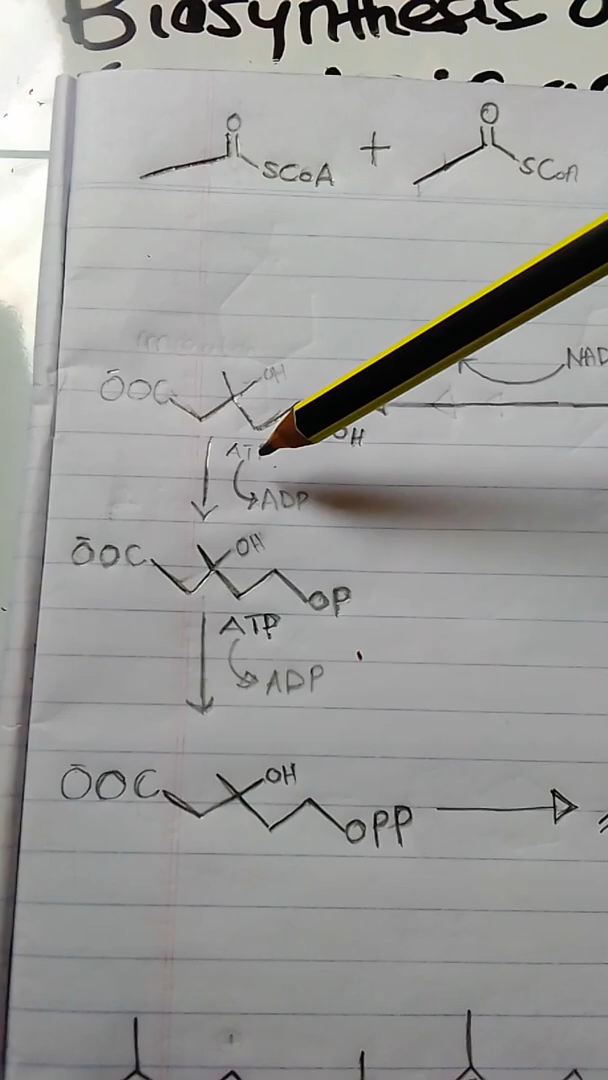 Biosynthesis
O O
SCoA + SCoA
NAD
ŌOC OH
OH
ATP
ADP
ŌOC OH
OP
ATP
ADP
ŌOC OH
OPP